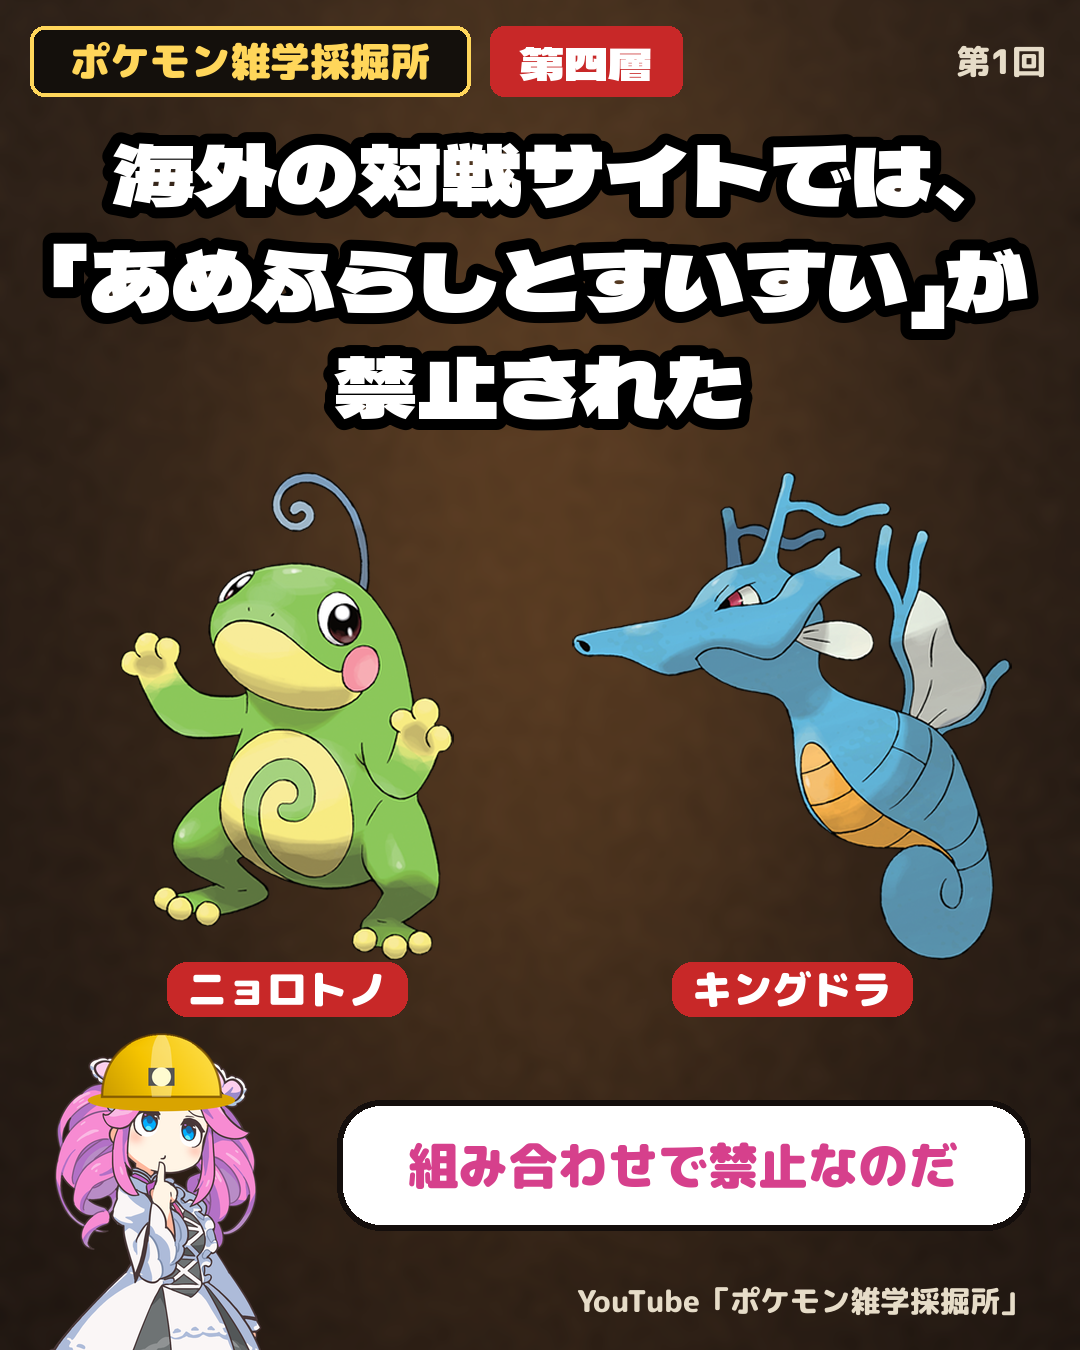 ポケモン雑学採掘所
第四層
第1回
海外の対戦サイトでは、
「あめふらしとすいすい」が
禁止された
ニョロトノ
キングドラ
組み合わせで禁止なのだ
YouTube「ポケモン雑学採掘所」